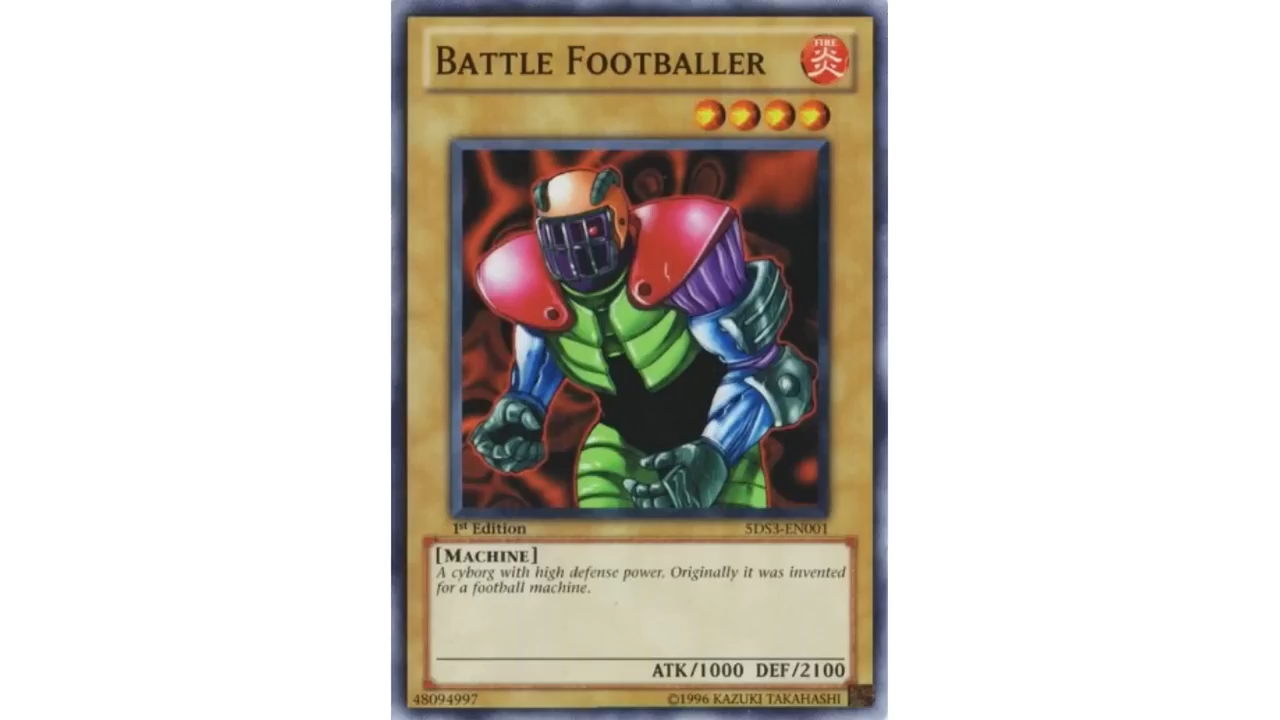 BATTLE FOOTBALLER
FIRE
炎
1st Edition
5DS3-EN001
[MACHINE]
A cyborg with high defense power. Originally it was invented
for a football machine.
ATK/1000 DEF/2100
48094997
©1996 KAZUKI TAKAHASHI